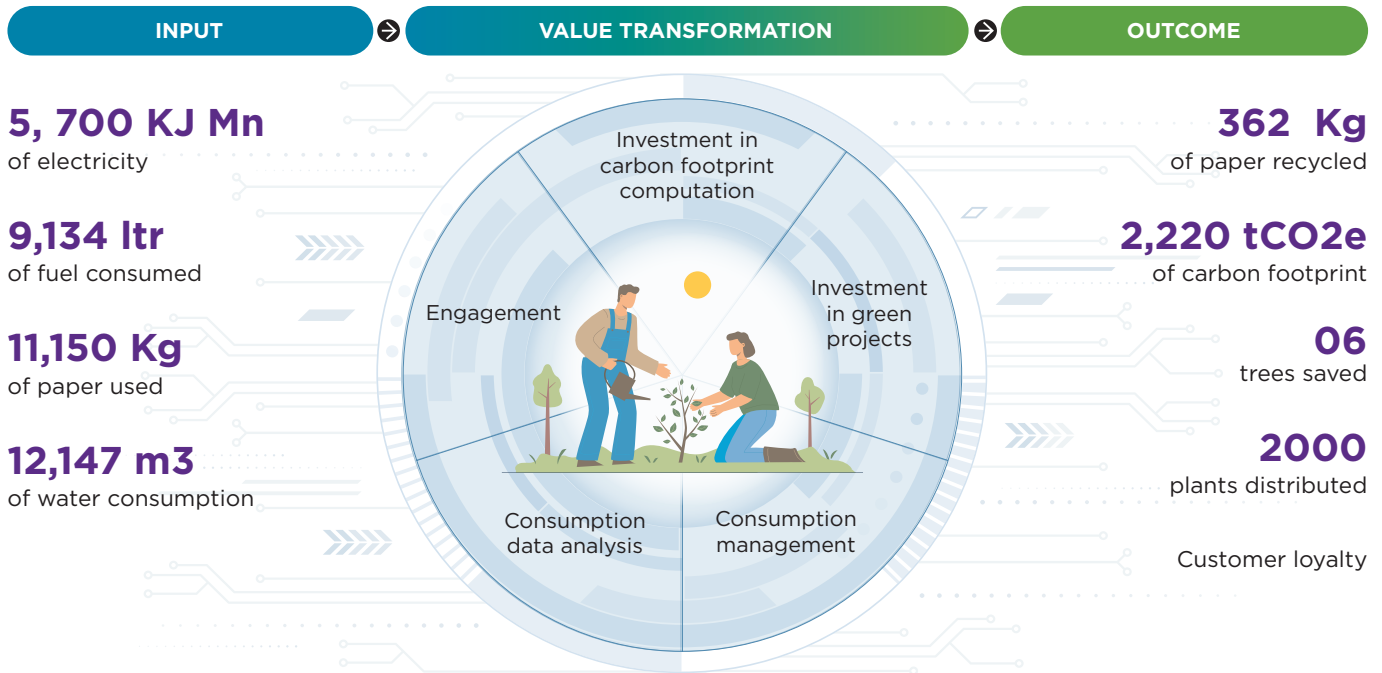 INPUT
VALUE TRANSFORMATION
OUTCOME
5, 700 KJ Mn
of electricity
9,134 ltr
of fuel consumed
11,150 Kg
of paper used
12,147 m3
of water consumption
Investment in
carbon footprint
computation
Engagement
Investment
in green
projects
Consumption
data analysis
Consumption
management
362 Kg
of paper recycled
2,220 tCO2e
of carbon footprint
06
trees saved
2000
plants distributed
Customer loyalty